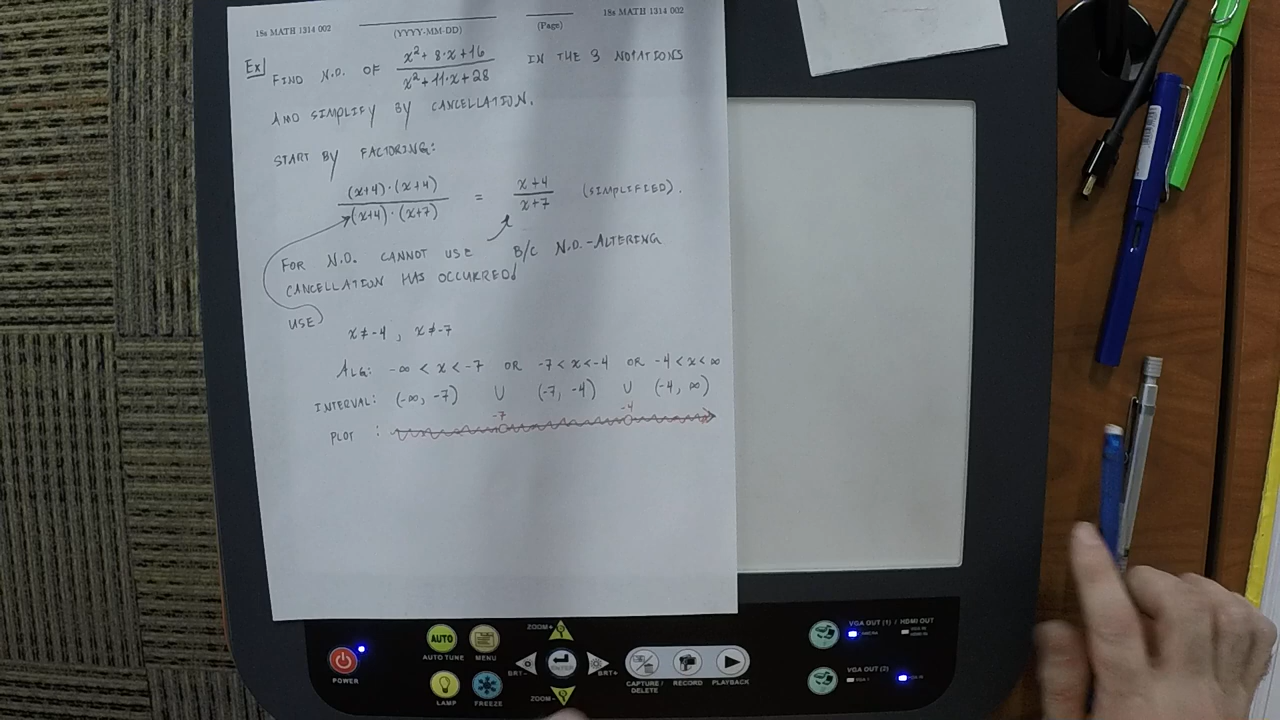 18s MATH 1314 002 (YYYY-MM-DD) (Page) 18s MATH 1314 002
Ex] FIND N.D. OF (x²+8·x+16)/(x²+11·x+28) IN THE 3 NOTATIONS
AND SIMPLIFY BY CANCELLATION.
START BY FACTORING:
((x+4)·(x+4))/((x+4)·(x+7)) = (x+4)/(x+7) (SIMPLIFIED).
FOR N.D. CANNOT USE B/C N.D.-ALTERING
CANCELLATION HAS OCCURRED!
USE
x≠-4, x≠-7
ALG: -∞ < x < -7 OR -7 < x < -4 OR -4 < x < ∞
INTERVAL: (-∞, -7) ∪ (-7, -4) ∪ (-4, ∞)
-7 -4
PLOT :
POWER
AUTO
AUTO TUNE
MENU
LAMP
FREEZE
ZOOM+
BRT-
ENTER
BRT+
ZOOM-
CAPTURE / DELETE
RECORD
PLAYBACK
VGA OUT (1) / HDMI OUT
VGA OUT (2)